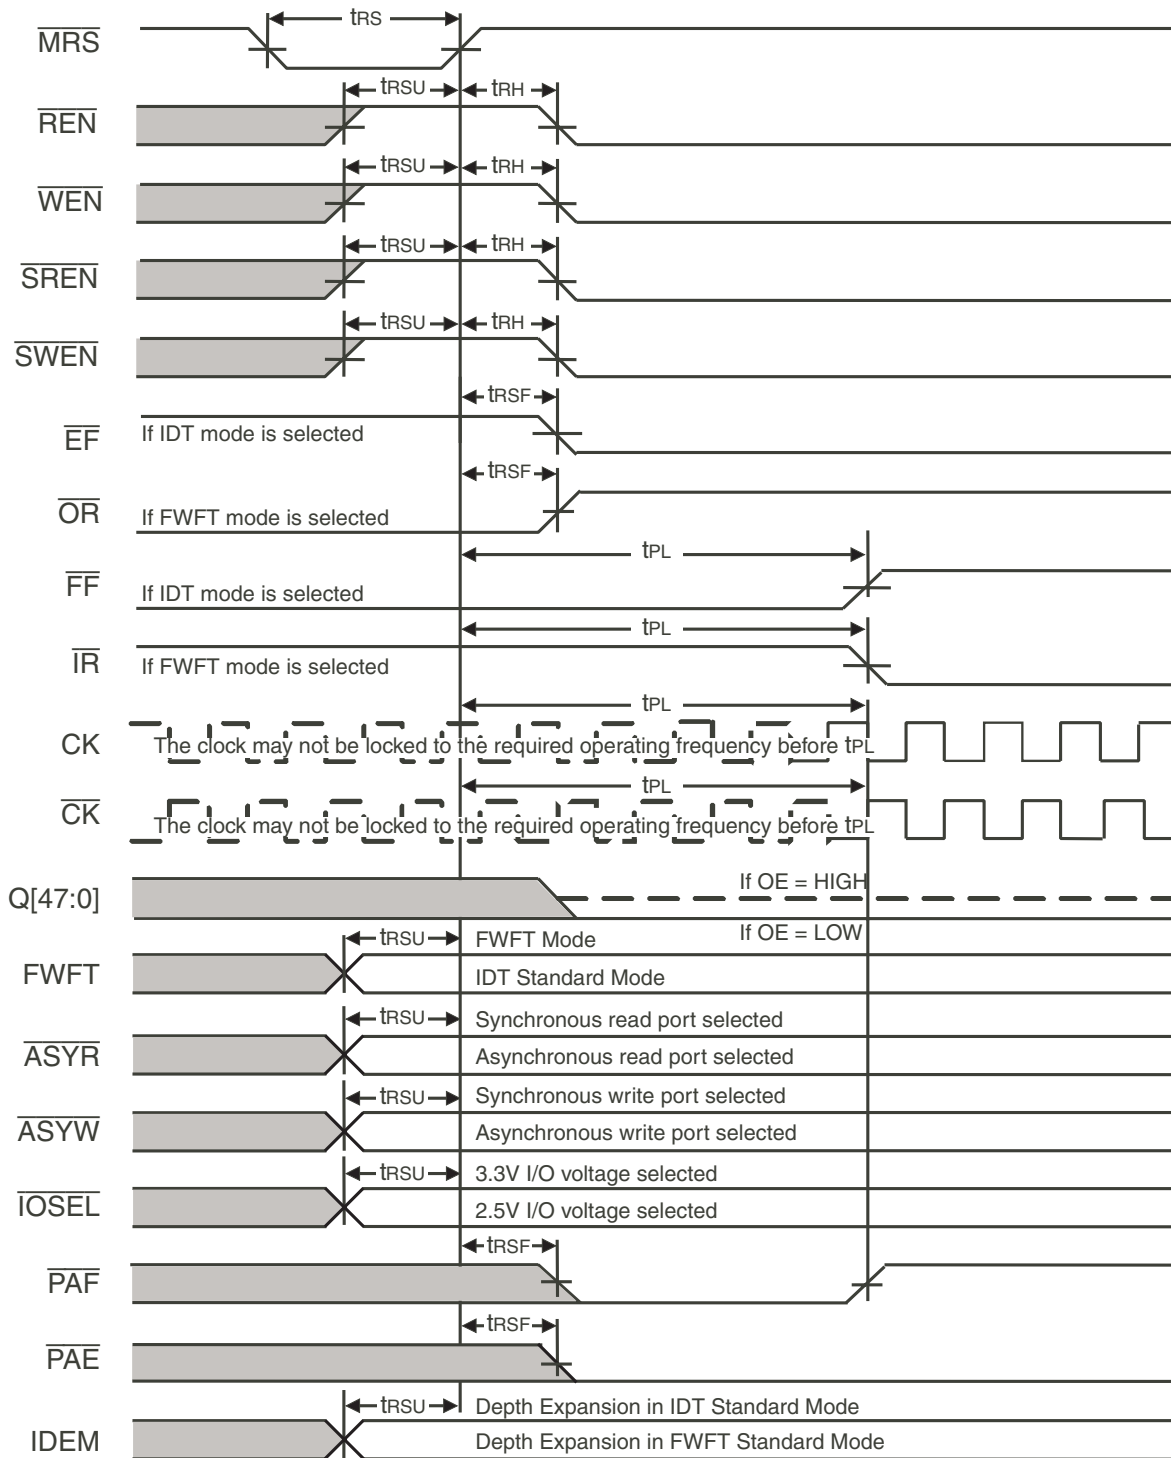 tRS
MRS
tRSU tRH
REN
tRSU tRH
WEN
tRSU tRH
SREN
tRSU tRH
SWEN
tRSF
EF If IDT mode is selected
tRSF
OR If FWFT mode is selected
tPL
FF If IDT mode is selected
tPL
IR If FWFT mode is selected
tPL
CK The clock may not be locked to the required operating frequency before tPL
tPL
CK The clock may not be locked to the required operating frequency before tPL
If OE = HIGH
Q[47:0]
If OE = LOW
tRSU FWFT Mode
FWFT IDT Standard Mode
tRSU Synchronous read port selected
ASYR Asynchronous read port selected
tRSU Synchronous write port selected
ASYW Asynchronous write port selected
tRSU 3.3V I/O voltage selected
IOSEL 2.5V I/O voltage selected
tRSF
PAF
tRSF
PAE
tRSU Depth Expansion in IDT Standard Mode
IDEM Depth Expansion in FWFT Standard Mode